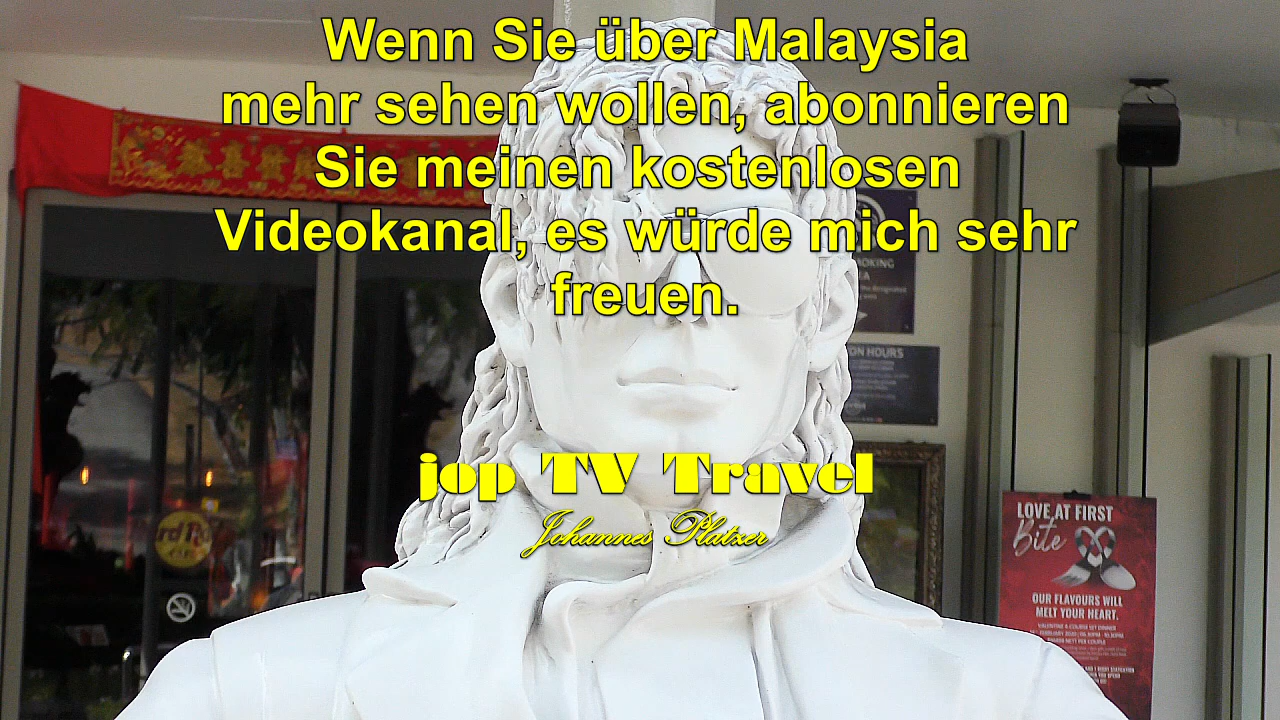 Wenn Sie über Malaysia
mehr sehen wollen, abonnieren
Sie meinen kostenlosen
Videokanal, es würde mich sehr
freuen.
jop TV Travel
Johannes Platzer
HOURS
LOVE AT FIRST
Bite
OUR FLAVOURS WILL
MELT YOUR HEART.